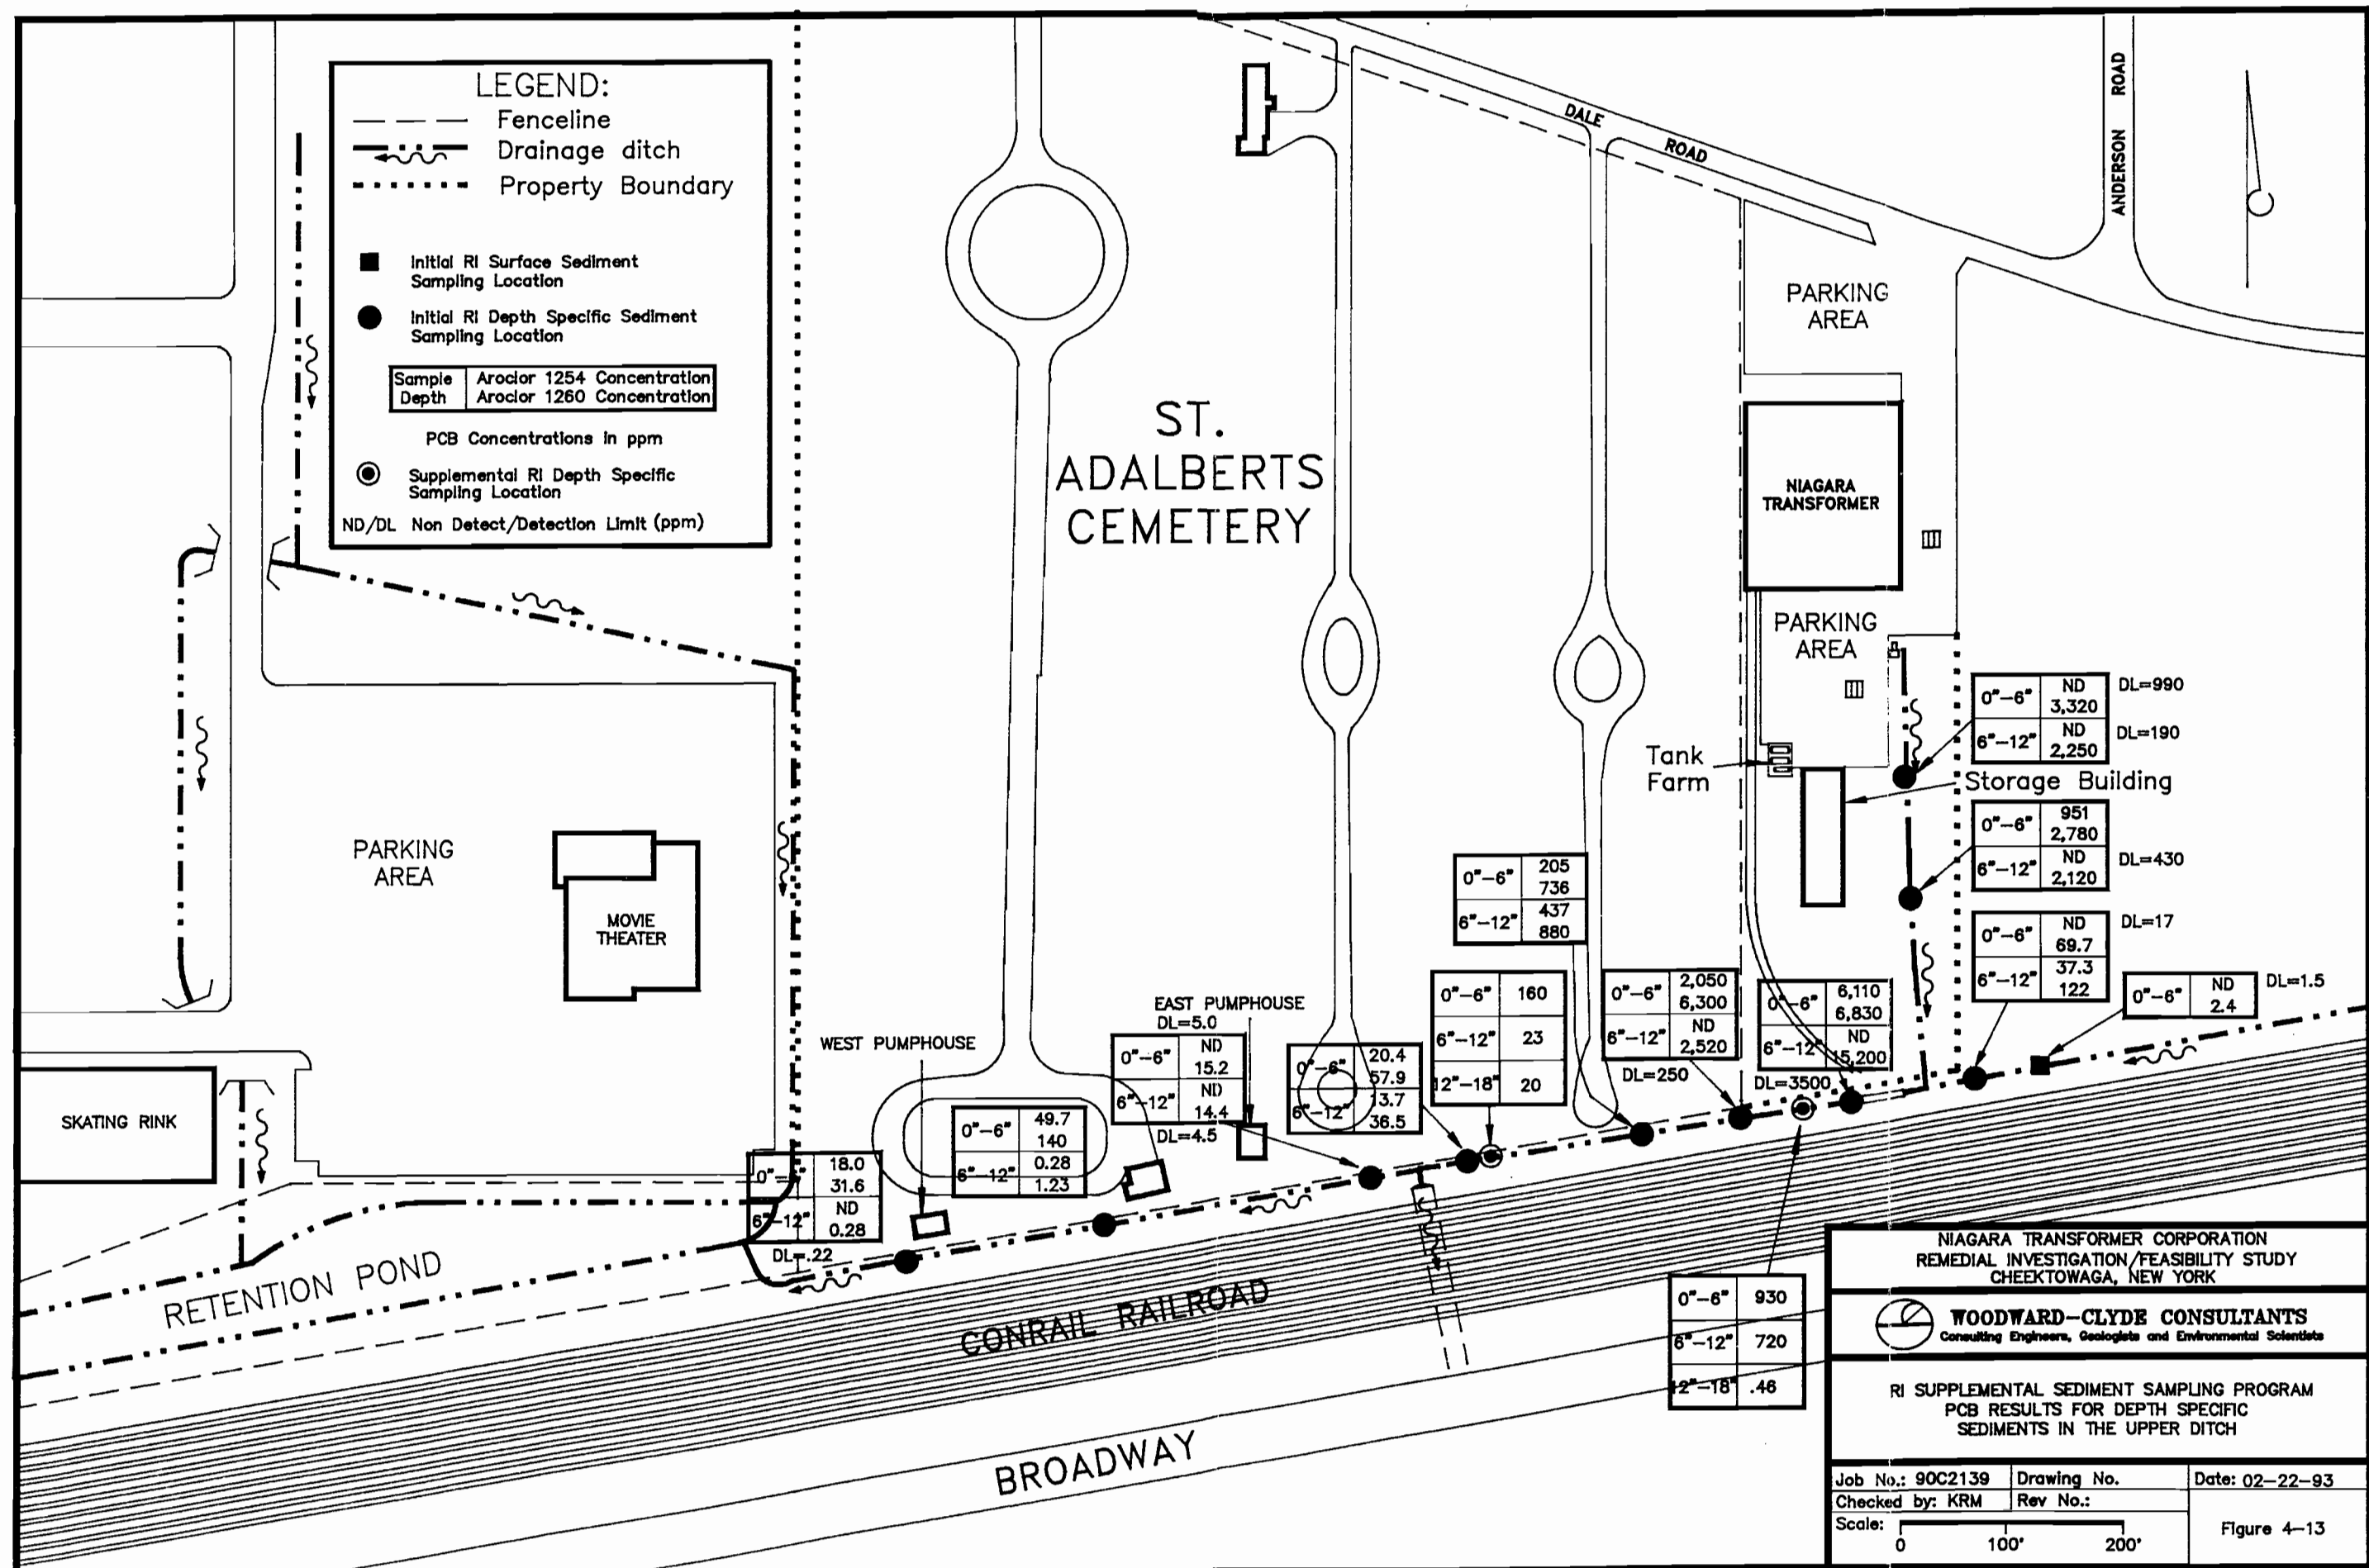 LEGEND:
Fenceline
Drainage ditch
Property Boundary
Initial RI Surface Sediment
Sampling Location
Initial RI Depth Specific Sediment
Sampling Location
Sample Aroclor 1254 Concentration
Depth Aroclor 1260 Concentration
PCB Concentrations in ppm
Supplemental RI Depth Specific
Sampling Location
ND/DL Non Detect/Detection Limit (ppm)
DALE
ROAD
ANDERSON ROAD
PARKING
AREA
ST.
ADALBERTS
CEMETERY
NIAGARA
TRANSFORMER
PARKING
AREA
Tank
Farm
Storage Building
ND DL=990
0"-6"
3,320
ND DL=190
6"-12"
2,250
951
0"-6"
2,780
ND DL=430
6"-12"
2,120
ND DL=17
0"-6"
69.7
37.3
6"-12"
122
ND DL=1.5
0"-6"
2.4
PARKING
AREA
MOVIE
THEATER
205
0"-6"
736
437
6"-12"
880
0"-6" 160
6"-12" 23
12"-18" 20
2,050
0"-6"
6,300
ND
6"-12"
2,520
DL=250
6,110
0"-6"
6,830
ND
6"-12"
15,200
DL=3500
EAST PUMPHOUSE
DL=5.0
ND
0"-6"
15.2
ND
6"-12"
14.4
DL=4.5
20.4
0"-6"
57.9
13.7
6"-12"
36.5
WEST PUMPHOUSE
49.7
0"-6"
140
0.28
6"-12"
1.23
18.0
0"
31.6
ND
6"-12"
0.28
DL=.22
SKATING RINK
RETENTION POND
CONRAIL RAILROAD
BROADWAY
0"-6" 930
6"-12" 720
12"-18" .46
NIAGARA TRANSFORMER CORPORATION
REMEDIAL INVESTIGATION/FEASIBILITY STUDY
CHEEKTOWAGA, NEW YORK
WOODWARD-CLYDE CONSULTANTS
Consulting Engineers, Geologists and Environmental Scientists
RI SUPPLEMENTAL SEDIMENT SAMPLING PROGRAM
PCB RESULTS FOR DEPTH SPECIFIC
SEDIMENTS IN THE UPPER DITCH
Job No.: 90C2139 Drawing No. Date: 02-22-93
Checked by: KRM Rev No.:
Scale:
0 100' 200'
Figure 4-13